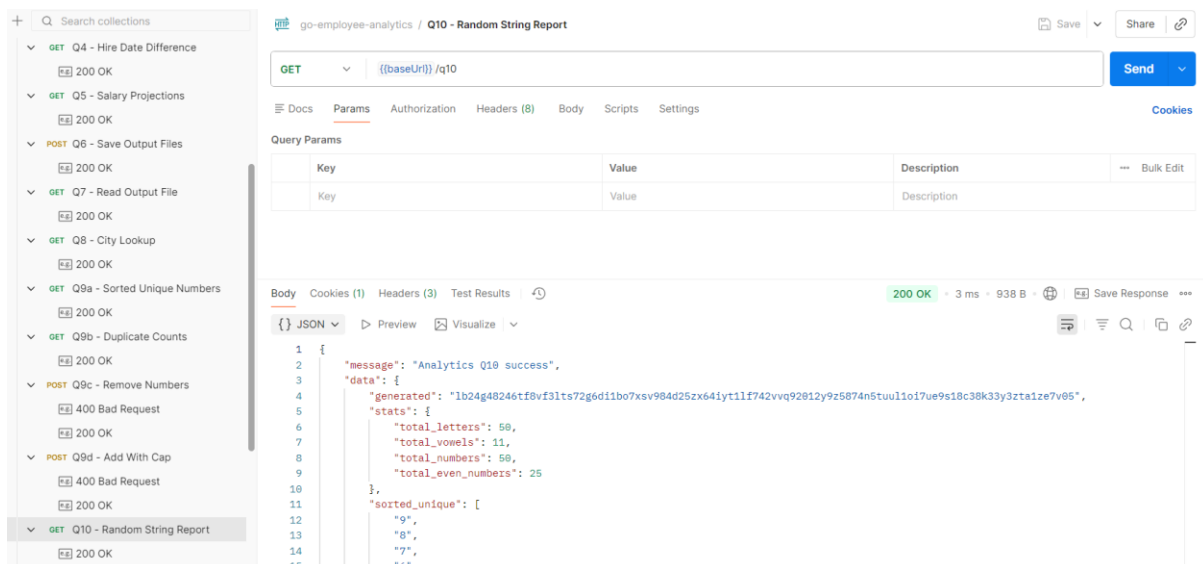 Search collections
GET Q4 - Hire Date Difference
e.g. 200 OK
GET Q5 - Salary Projections
e.g. 200 OK
POST Q6 - Save Output Files
e.g. 200 OK
GET Q7 - Read Output File
e.g. 200 OK
GET Q8 - City Lookup
e.g. 200 OK
GET Q9a - Sorted Unique Numbers
e.g. 200 OK
GET Q9b - Duplicate Counts
e.g. 200 OK
POST Q9c - Remove Numbers
e.g. 400 Bad Request
e.g. 200 OK
POST Q9d - Add With Cap
e.g. 400 Bad Request
e.g. 200 OK
GET Q10 - Random String Report
e.g. 200 OK
HTTP go-employee-analytics / Q10 - Random String Report
Save Share
GET {{baseUrl}} /q10 Send
Docs Params Authorization Headers (8) Body Scripts Settings Cookies
Query Params
Key Value Description ••• Bulk Edit
Key Value Description
Body Cookies (1) Headers (3) Test Results 200 OK • 3 ms • 938 B • e.g. Save Response •••
{} JSON Preview Visualize
1 {
2 "message": "Analytics Q10 success",
3 "data": {
4 "generated": "lb24g48246tf8vf3lts72g6di1bo7xsv984d25zx64iyt1lf742vvq92012y9z5874n5tuul1oi7ue9s18c38k33y3zta1ze7v05",
5 "stats": {
6 "total_letters": 50,
7 "total_vowels": 11,
8 "total_numbers": 50,
9 "total_even_numbers": 25
10 },
11 "sorted_unique": [
12 "9",
13 "8",
14 "7",